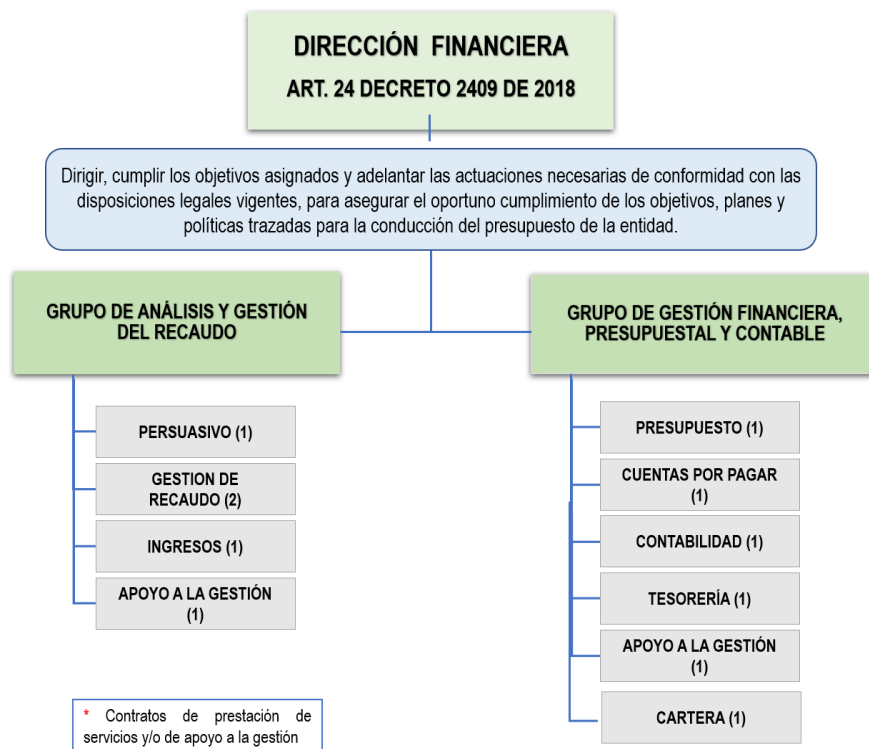 DIRECCIÓN FINANCIERA
ART. 24 DECRETO 2409 DE 2018
Dirigir, cumplir los objetivos asignados y adelantar las actuaciones necesarias de conformidad con las
disposiciones legales vigentes, para asegurar el oportuno cumplimiento de los objetivos, planes y
políticas trazadas para la conducción del presupuesto de la entidad.
GRUPO DE ANÁLISIS Y GESTIÓN
DEL RECAUDO
PERSUASIVO (1)
GESTION DE
RECAUDO (2)
INGRESOS (1)
APOYO A LA GESTIÓN
(1)
* Contratos de prestación de
servicios y/o de apoyo a la gestión
GRUPO DE GESTIÓN FINANCIERA,
PRESUPUESTAL Y CONTABLE
PRESUPUESTO (1)
CUENTAS POR PAGAR
(1)
CONTABILIDAD (1)
TESORERÍA (1)
APOYO A LA GESTIÓN
(1)
CARTERA (1)